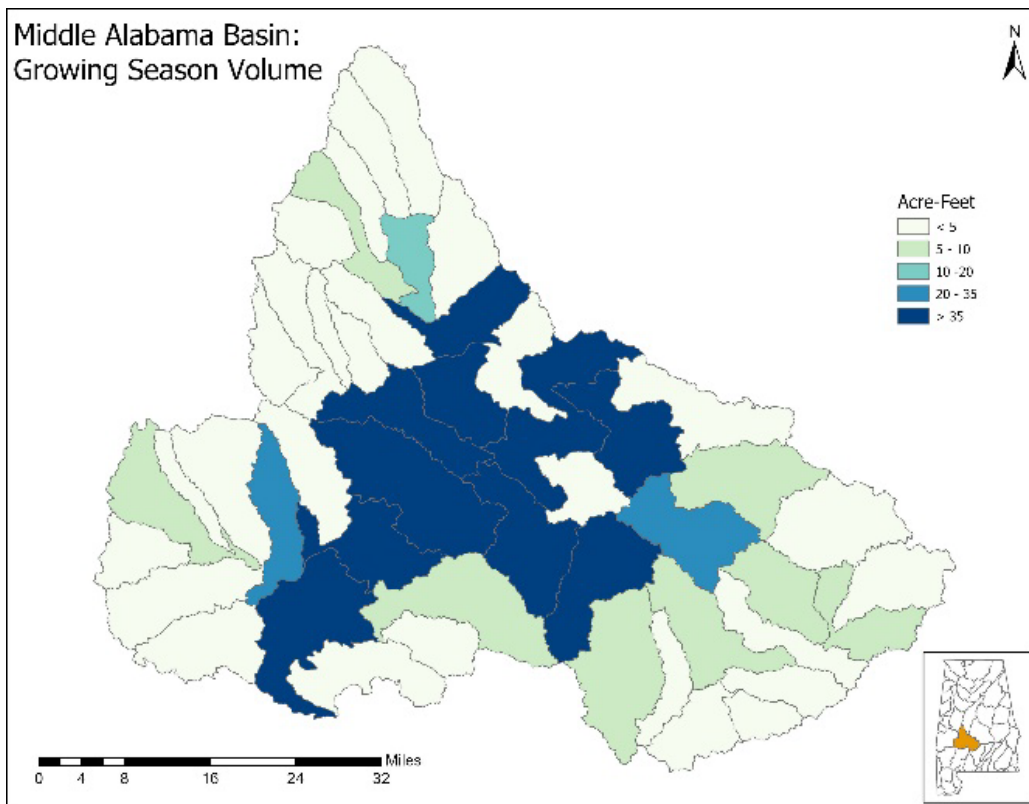 Middle Alabama Basin:
Growing Season Volume
N
Acre-Feet
< 5
5 - 10
10 -20
20 - 35
> 35
Miles
0 4 8 16 24 32